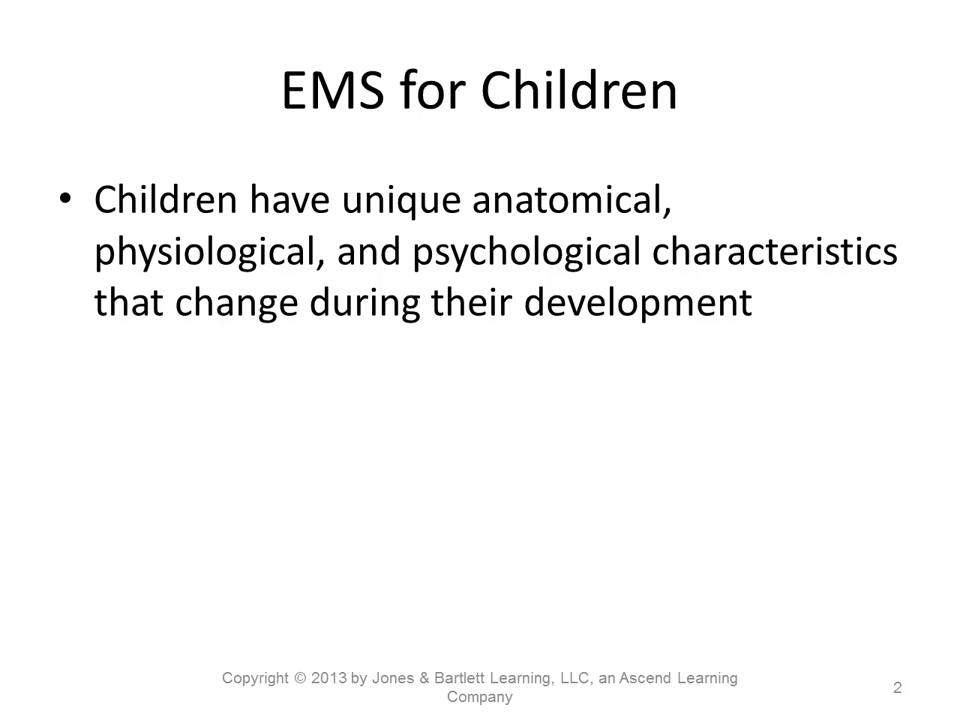 EMS for Children
• Children have unique anatomical,
physiological, and psychological characteristics
that change during their development
Copyright © 2013 by Jones & Bartlett Learning, LLC, an Ascend Learning
Company
2